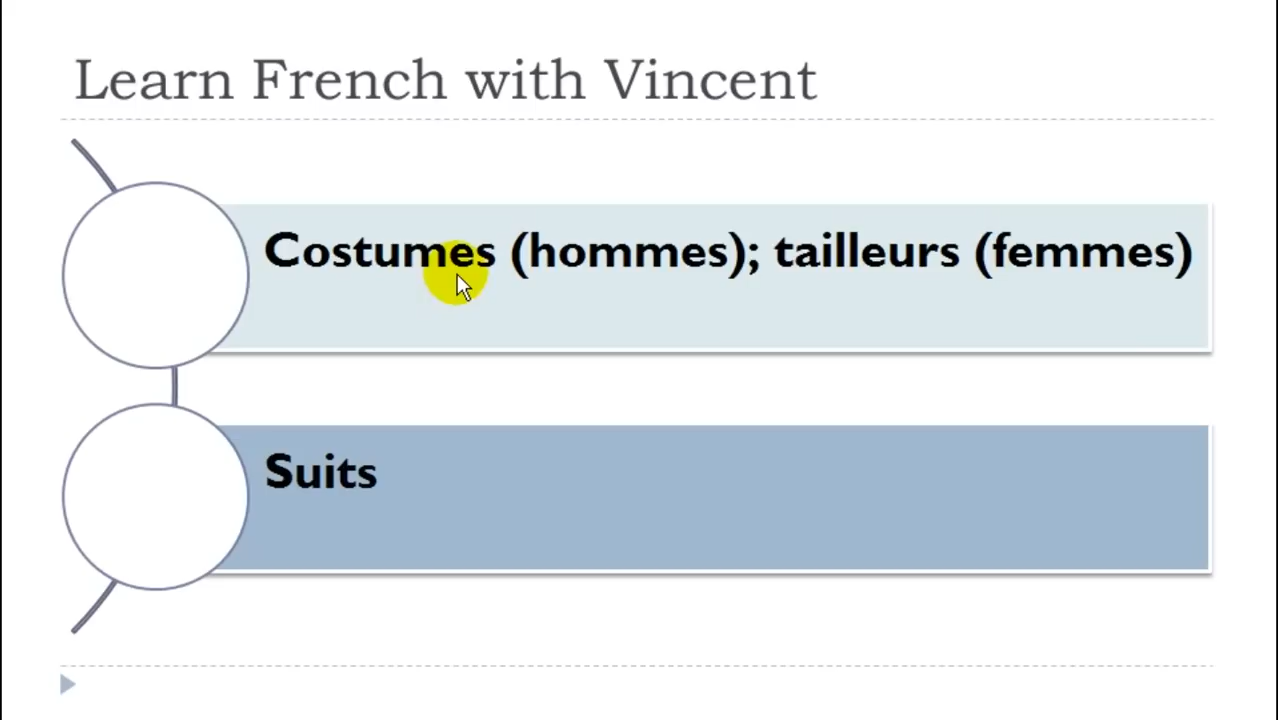 Learn French with Vincent
Costumes (hommes); tailleurs (femmes)
Suits